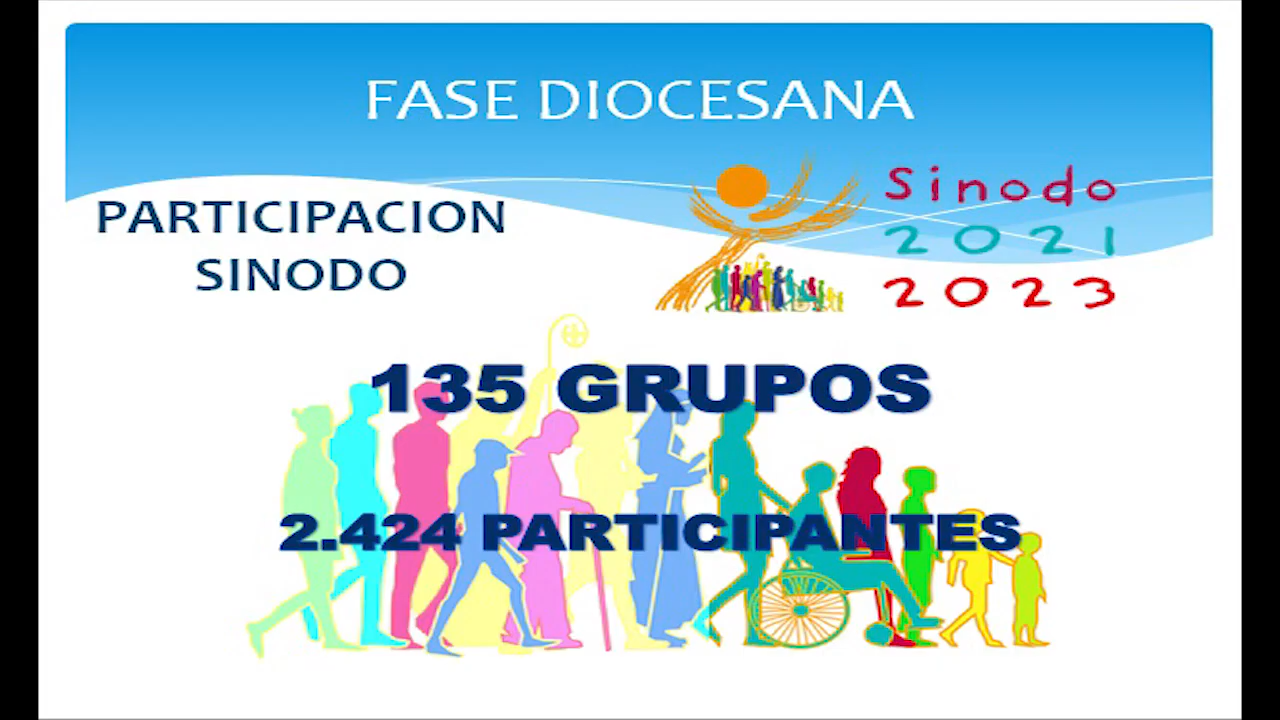 FASE DIOCESANA
PARTICIPACION
SINODO
Sinodo
2021
2023
135 GRUPOS
2.424 PARTICIPANTES